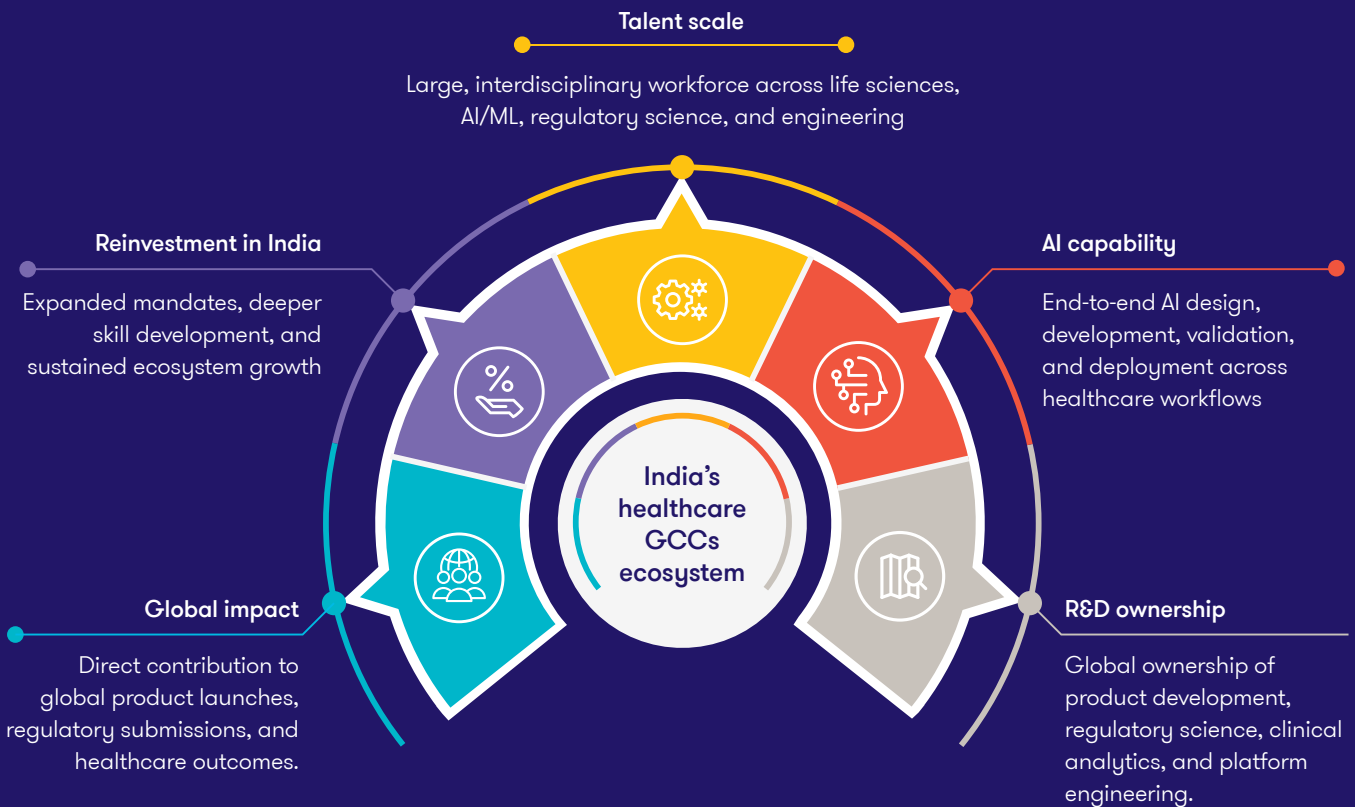 Talent scale
Large, interdisciplinary workforce across life sciences,
AI/ML, regulatory science, and engineering
Reinvestment in India
Expanded mandates, deeper
skill development, and
sustained ecosystem growth
AI capability
End-to-end AI design,
development, validation,
and deployment across
healthcare workflows
%
India's
healthcare
GCCs
ecosystem
Global impact
Direct contribution to
global product launches,
regulatory submissions, and
healthcare outcomes.
R&D ownership
Global ownership of
product development,
regulatory science, clinical
analytics, and platform
engineering.